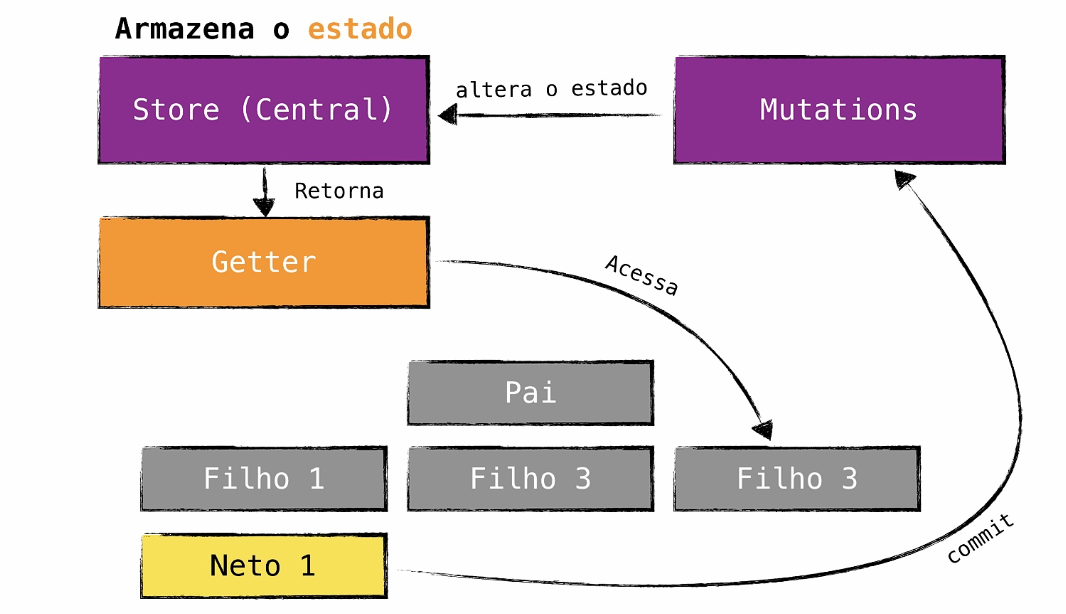 Armazena o estado
Store (Central)
altera o estado
Mutations
Retorna
Getter
Acessa
Pai
Filho 1
Filho 3
Filho 3
Neto 1
commit